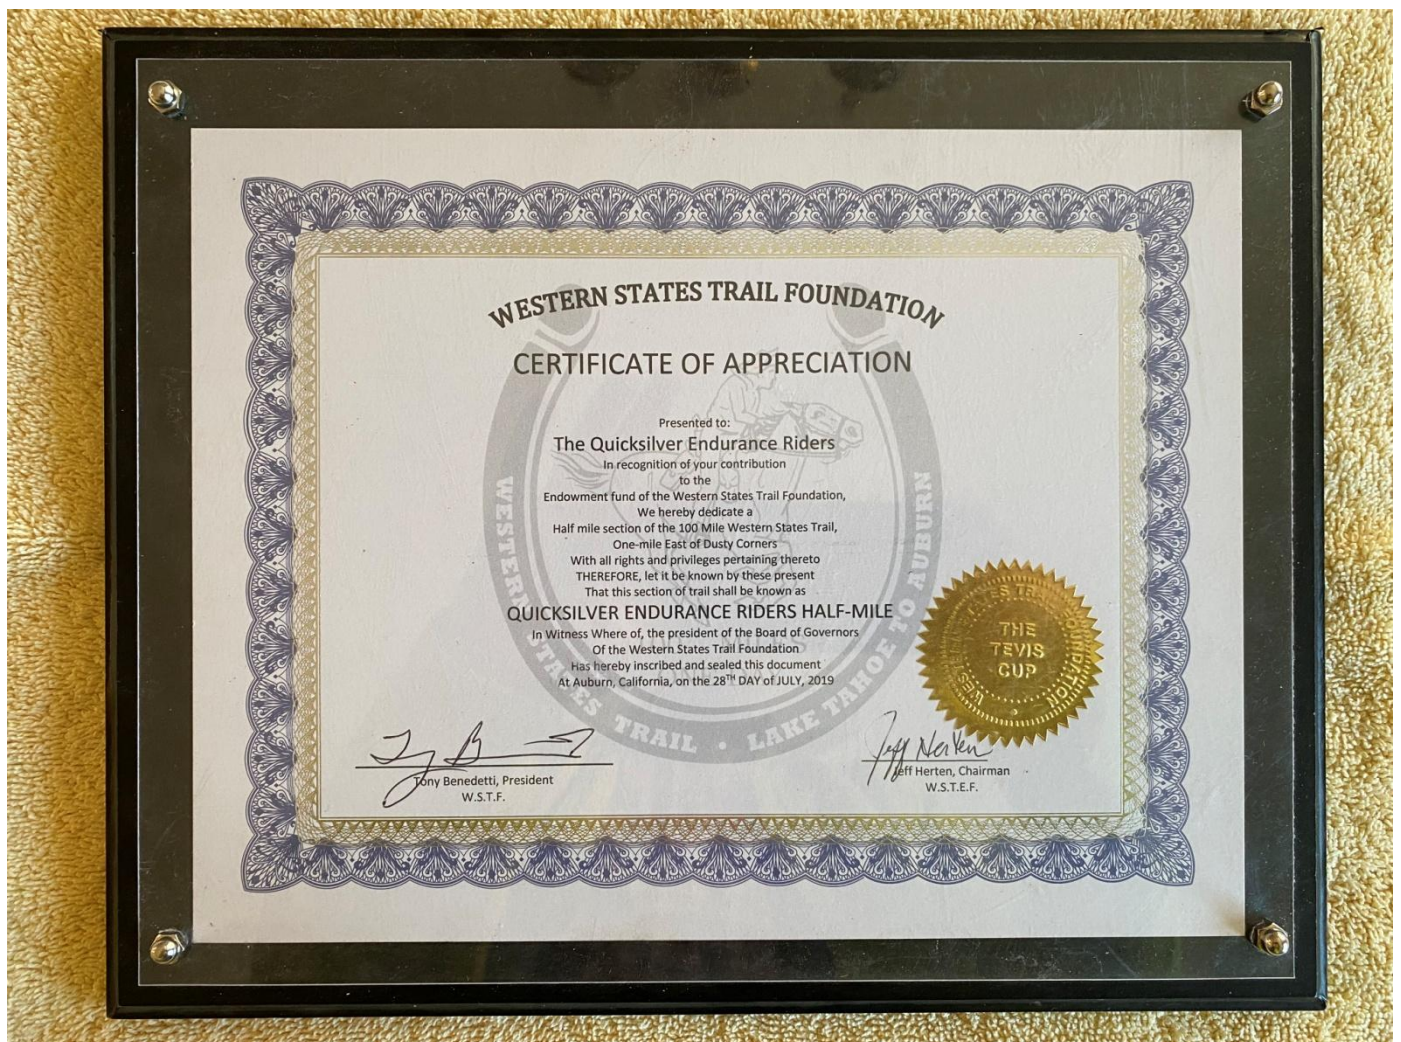 WESTERN STATES TRAIL FOUNDATION
CERTIFICATE OF APPRECIATION
Presented to:
The Quicksilver Endurance Riders
In recognition of your contribution
to the
Endowment fund of the Western States Trail Foundation,
We hereby dedicate a
Half mile section of the 100 Mile Western States Trail,
One-mile East of Dusty Corners
With all rights and privileges pertaining thereto
THEREFORE, let it be known by these present
That this section of trail shall be known as
QUICKSILVER ENDURANCE RIDERS HALF-MILE
In Witness Where of, the president of the Board of Governors
Of the Western States Trail Foundation
Has hereby inscribed and sealed this document
At Auburn, California, on the 28TH DAY of JULY, 2019
WESTERN STATES TRAIL • LAKE TAHOE TO AUBURN
MILES
THE
TEVIS
CUP
Jeff Herten
Tony Benedetti, President
W.S.T.F.
Jeff Herten, Chairman
W.S.T.E.F.